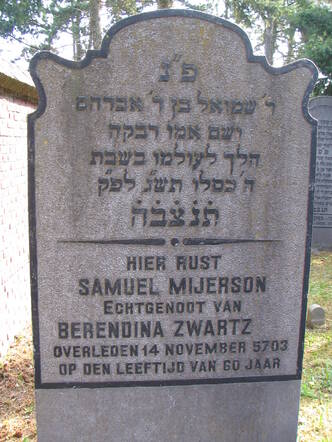 פ״נ
ר׳ שמואל בן ר׳ אברהם
ושם אמו רבקה
הלך לעולמו בשבת
ה׳ כסלו תש״ג לפ״ק
תנצבה
HIER RUST
SAMUEL MIJERSON
ECHTGENOOT VAN
BERENDINA ZWARTZ
OVERLEDEN 14 NOVEMBER 5703
OP DEN LEEFTIJD VAN 60 JAAR